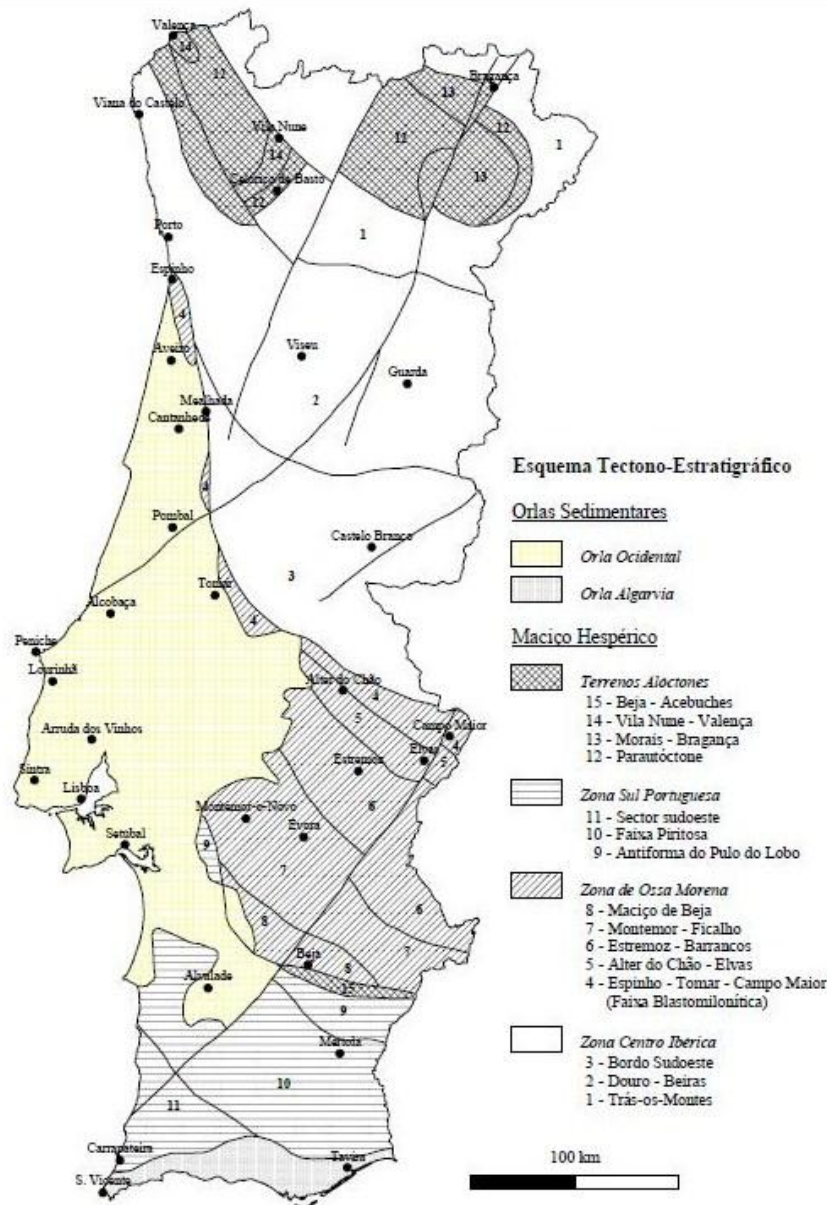 Valença
14
12
Viana do Castelo
Vila Nune
14
Celorico de Basto
12
Bragança
13
12
1
11
13
1
Porto
Espinho
4
Aveiro
Viseu
Guarda
Mealhada
2
Cantanhede
4
Pombal
Castelo Branco
3
Tomar
4
Alcobaça
Peniche
Lourinhã
Alter do Chão
4
5
Campo Maior
4
Elvas
5
Arruda dos Vinhos
Estremoz
Sintra
Lisboa
6
Montemor-o-Novo
Évora
Setúbal
9
7
6
8
7
Beja
8
Alvalade
15
9
Mértola
10
11
Carrapateira
Tavira
S. Vicente
Esquema Tectono-Estratigráfico
Orlas Sedimentares
Orla Ocidental
Orla Algarvia
Maciço Hespérico
Terrenos Alóctones
15 - Beja - Acebuches
14 - Vila Nune - Valença
13 - Morais - Bragança
12 - Parautóctone
Zona Sul Portuguesa
11 - Sector sudoeste
10 - Faixa Piritosa
9 - Antiforma do Pulo do Lobo
Zona de Ossa Morena
8 - Maciço de Beja
7 - Montemor - Ficalho
6 - Estremoz - Barrancos
5 - Alter do Chão - Elvas
4 - Espinho - Tomar - Campo Maior
(Faixa Blastomilonítica)
Zona Centro Ibérica
3 - Bordo Sudoeste
2 - Douro - Beiras
1 - Trás-os-Montes
100 km